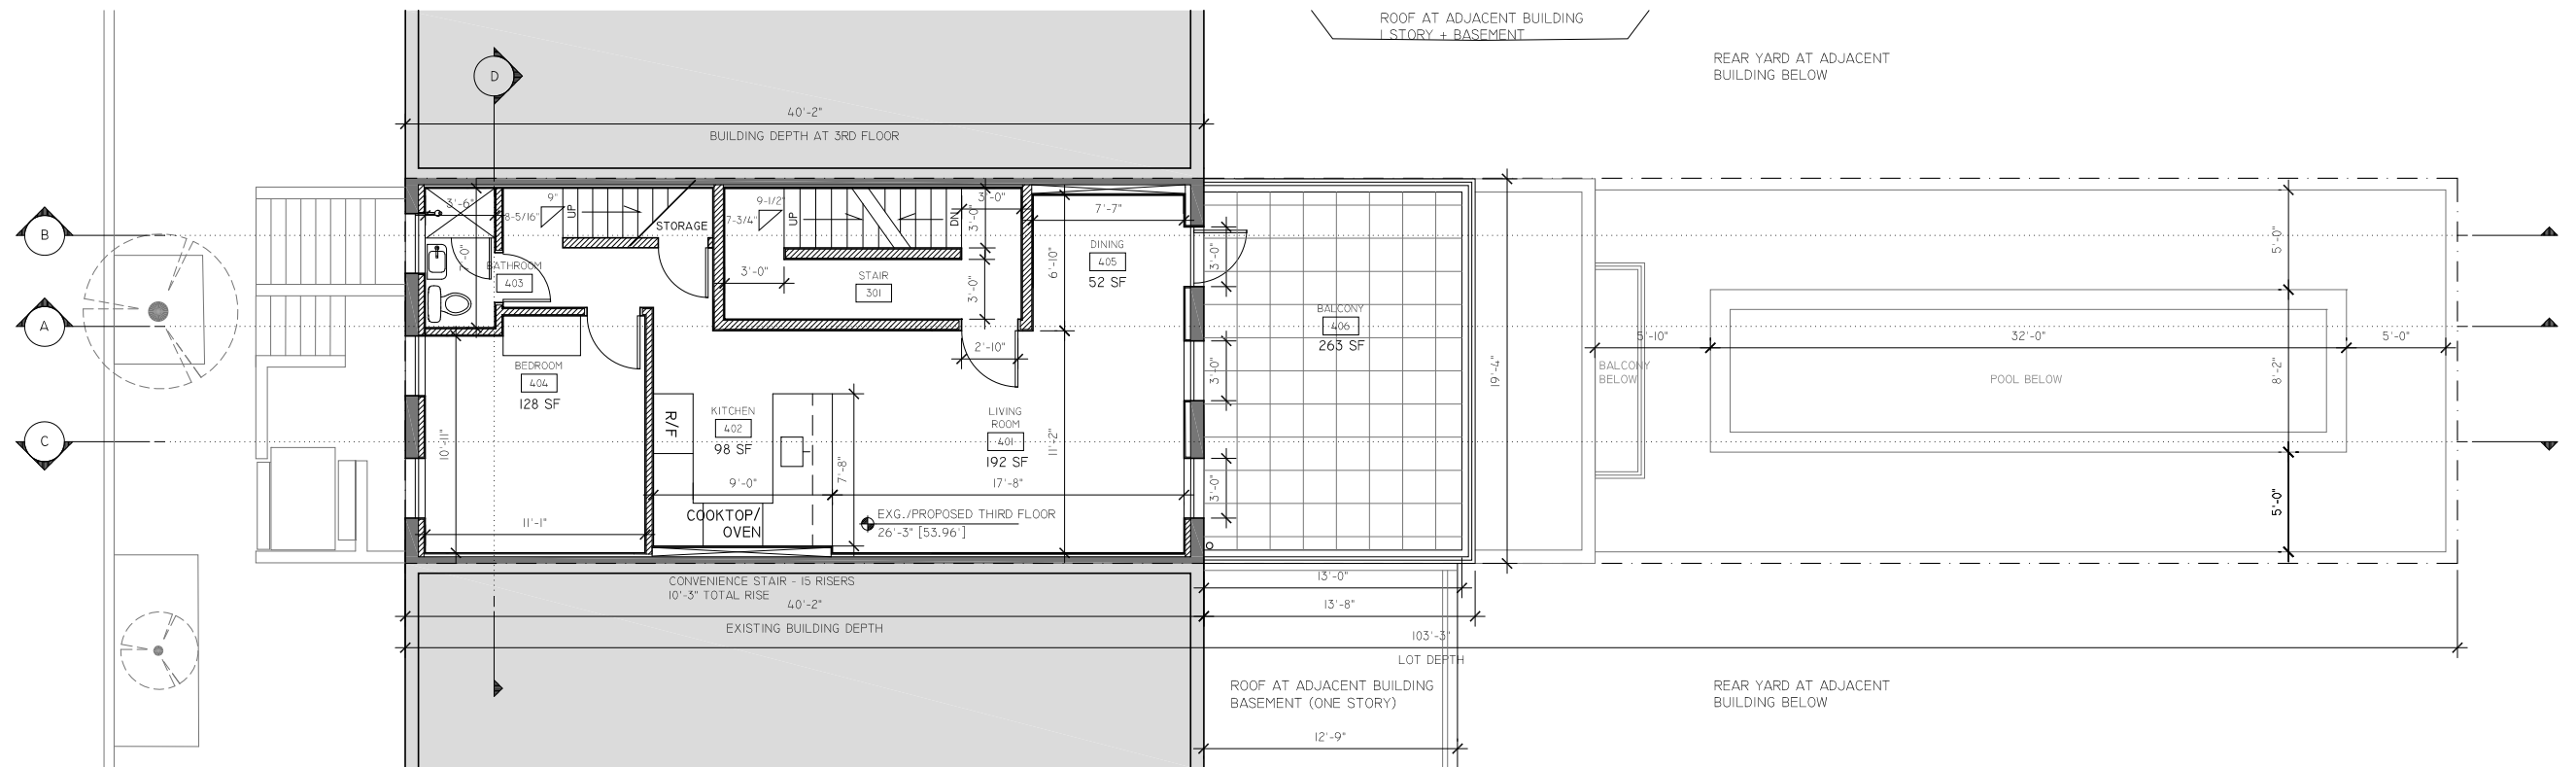 ROOF AT ADJACENT BUILDING
1 STORY + BASEMENT
REAR YARD AT ADJACENT
BUILDING BELOW
D
40'-2"
BUILDING DEPTH AT 3RD FLOOR
B
A
C
3'-6"
8-5/16"
9"
UP
STORAGE
7'-0"
BATHROOM
403
9-1/2"
7-3/4"
UP
DN
3'-0"
3'-0"
3'-0"
3'-0"
STAIR
301
7'-7"
DINING
405
52 SF
6'-10"
3'-0"
BALCONY
406
263 SF
2'-10"
3'-0"
19'-4"
5'-10"
BALCONY
BELOW
32'-0"
5'-0"
5'-0"
8'-2"
5'-0"
POOL BELOW
BEDROOM
404
128 SF
10'-11"
11'-1"
R/F
KITCHEN
402
98 SF
9'-0"
7'-8"
COOKTOP/
OVEN
LIVING
ROOM
401
192 SF
11'-2"
17'-8"
3'-0"
EXG./PROPOSED THIRD FLOOR
26'-3" [53.96']
CONVENIENCE STAIR - 15 RISERS
10'-3" TOTAL RISE
40'-2"
EXISTING BUILDING DEPTH
13'-0"
13'-8"
103'-3"
LOT DEPTH
ROOF AT ADJACENT BUILDING
BASEMENT (ONE STORY)
12'-9"
REAR YARD AT ADJACENT
BUILDING BELOW